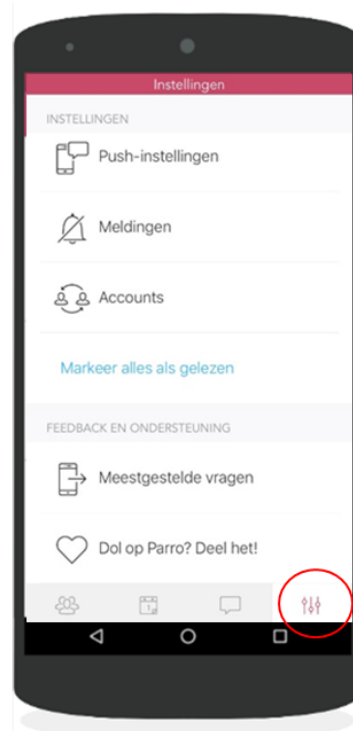 Instellingen
INSTELLINGEN
Push-instellingen
Meldingen
Accounts
Markeer alles als gelezen
FEEDBACK EN ONDERSTEUNING
Meestgestelde vragen
Dol op Parro? Deel het!